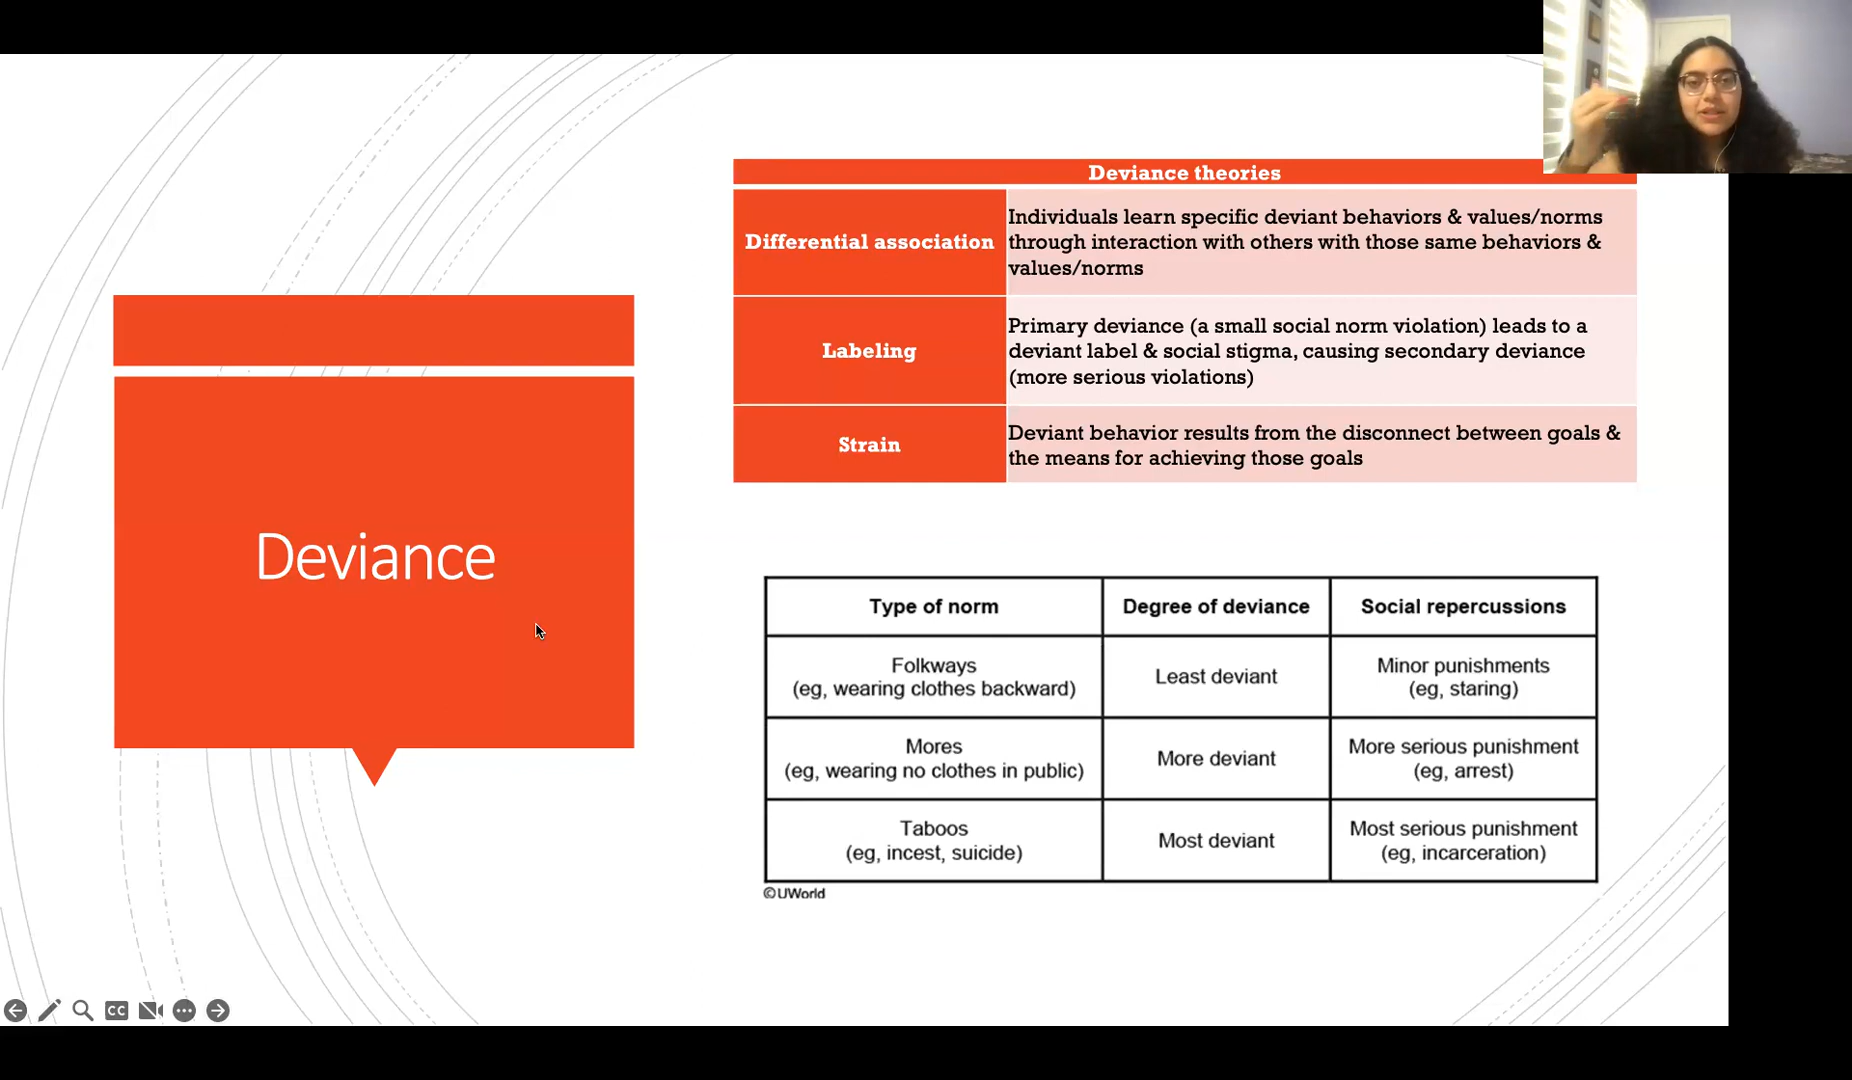 Deviance
Deviance theories
Differential association
Individuals learn specific deviant behaviors & values/norms
through interaction with others with those same behaviors &
values/norms
Labeling
Primary deviance (a small social norm violation) leads to a
deviant label & social stigma, causing secondary deviance
(more serious violations)
Strain
Deviant behavior results from the disconnect between goals &
the means for achieving those goals
Type of norm
Degree of deviance
Social repercussions
Folkways
(eg, wearing clothes backward)
Least deviant
Minor punishments
(eg, staring)
Mores
(eg, wearing no clothes in public)
More deviant
More serious punishment
(eg, arrest)
Taboos
(eg, incest, suicide)
Most deviant
Most serious punishment
(eg, incarceration)
©UWorld
CC